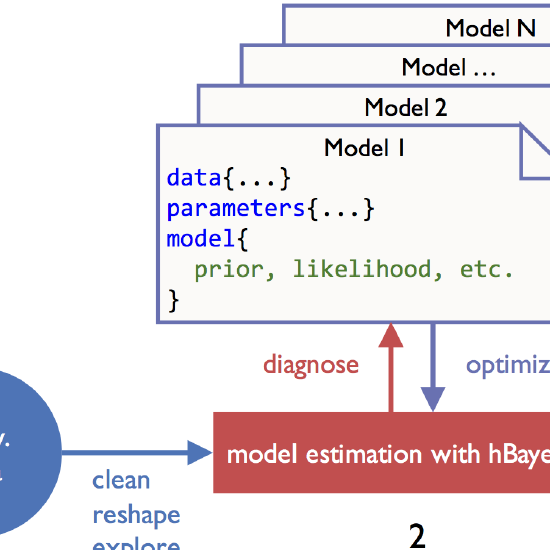 Model N
Model ...
Model 2
Model 1
data{...}
parameters{...}
model{
prior, likelihood, etc.
}
diagnose
optimiz
model estimation with hBaye
clean
reshape
explore
2